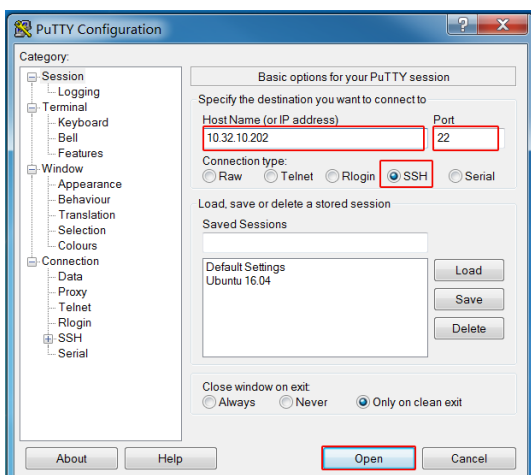 PuTTY Configuration
?
X
Category:
Session
Logging
Terminal
Keyboard
Bell
Features
Window
Appearance
Behaviour
Translation
Selection
Colours
Connection
Data
Proxy
Telnet
Rlogin
SSH
Serial
Basic options for your PuTTY session
Specify the destination you want to connect to
Host Name (or IP address) Port
10.32.10.202 22
Connection type:
Raw Telnet Rlogin SSH Serial
Load, save or delete a stored session
Saved Sessions
Default Settings
Ubuntu 16.04
Load
Save
Delete
Close window on exit:
Always Never Only on clean exit
About Help Open Cancel